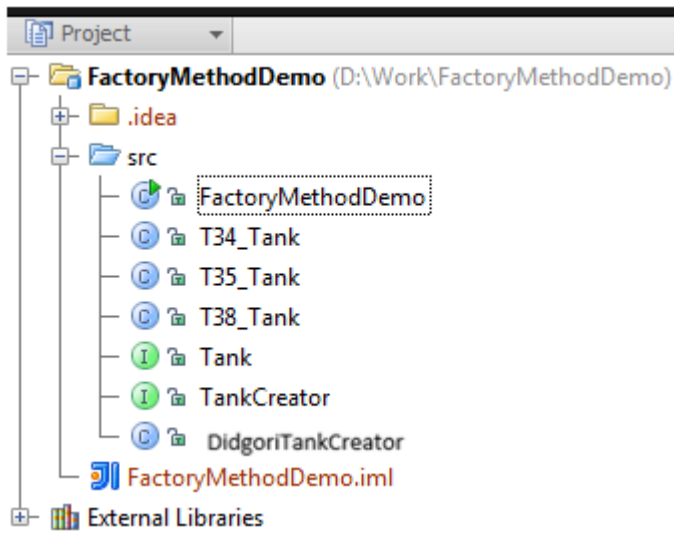 Project
FactoryMethodDemo (D:\Work\FactoryMethodDemo)
.idea
src
FactoryMethodDemo
T34_Tank
T35_Tank
T38_Tank
Tank
TankCreator
DidgoriTankCreator
FactoryMethodDemo.iml
External Libraries